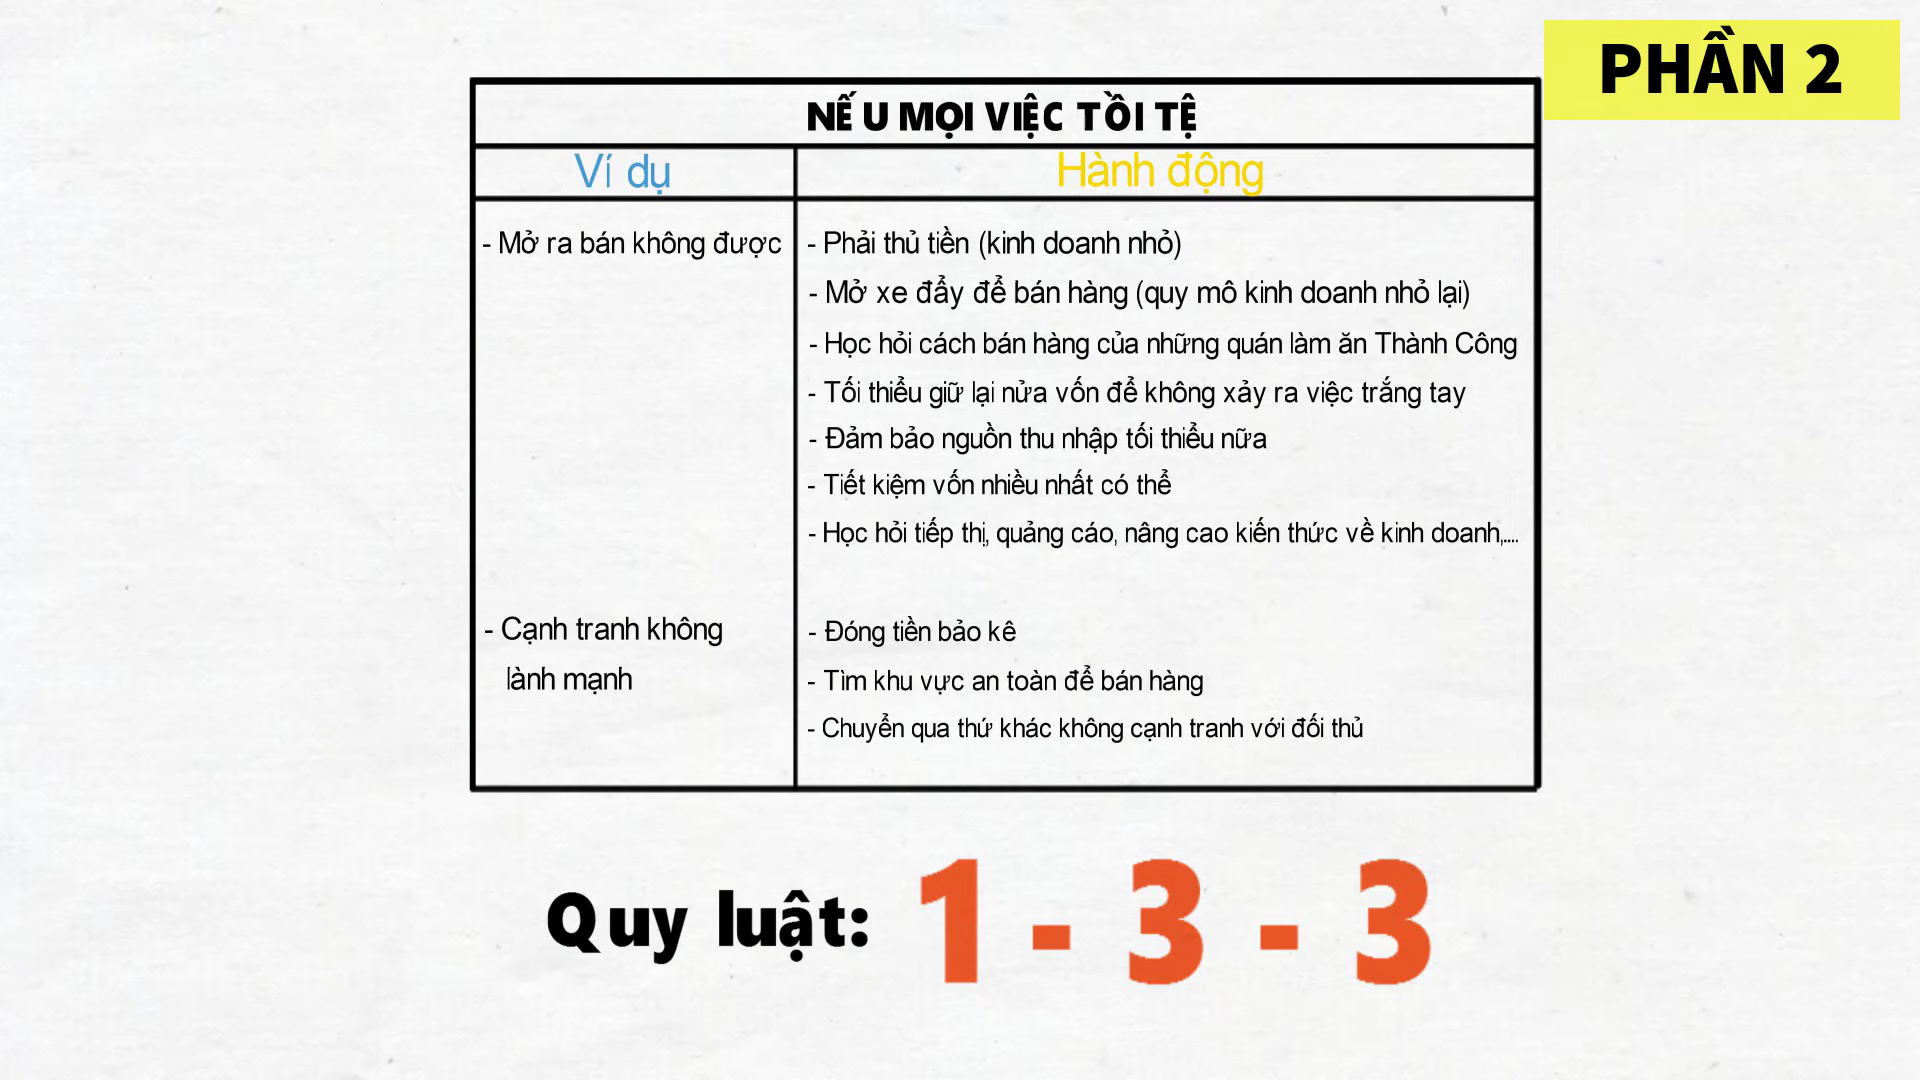 PHẦN 2
NẾU MỌI VIỆC TỒI TỆ
Ví dụ
Hành động
- Mở ra bán không được
- Phải thủ tiền (kinh doanh nhỏ)
- Mở xe đẩy để bán hàng (quy mô kinh doanh nhỏ lại)
- Học hỏi cách bán hàng của những quán làm ăn Thành Công
- Tối thiểu giữ lại nửa vốn để không xảy ra việc trắng tay
- Đảm bảo nguồn thu nhập tối thiểu nữa
- Tiết kiệm vốn nhiều nhất có thể
- Học hỏi tiếp thị, quảng cáo, nâng cao kiến thức về kinh doanh,...
- Cạnh tranh không
lành mạnh
- Đóng tiền bảo kê
- Tìm khu vực an toàn để bán hàng
- Chuyển qua thứ khác không cạnh tranh với đối thủ
Quy luật: 1 - 3 - 3